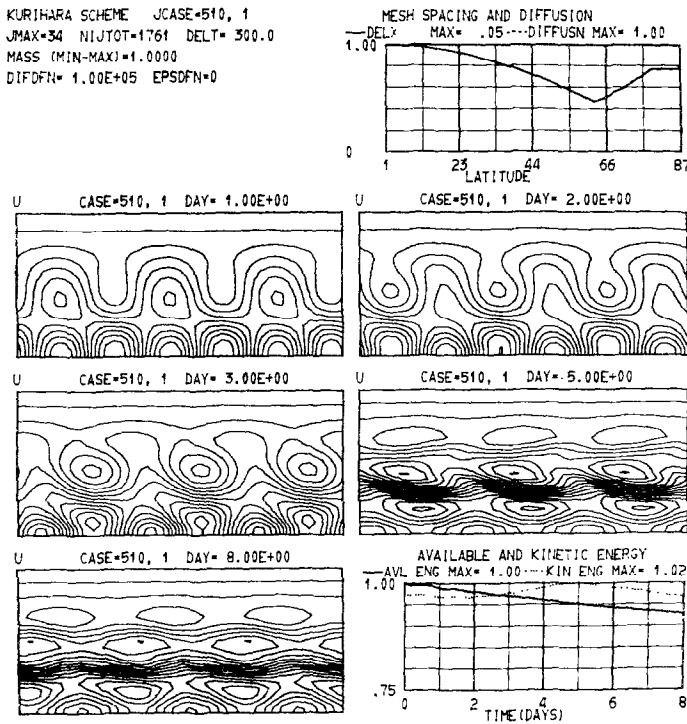 KURIHARA SCHEME JCASE=510, 1
JMAX=34 NIJTOT=1761 DELT= 300.0
MASS (MIN-MAX)=1.0000
DIFDFN= 1.00E+05 EPSDFN=0
MESH SPACING AND DIFFUSION
DELX MAX= .05 DIFFUSN MAX= 1.00
1.00
0
1 23 44 66 87
LATITUDE
U CASE=510, 1 DAY= 1.00E+00
U CASE=510, 1 DAY= 2.00E+00
U CASE=510, 1 DAY= 3.00E+00
U CASE=510, 1 DAY= 5.00E+00
U CASE=510, 1 DAY= 8.00E+00
AVAILABLE AND KINETIC ENERGY
AVL ENG MAX= 1.00 KIN ENG MAX= 1.02
1.00
.75
0 2 4 6 8
TIME(DAYS)